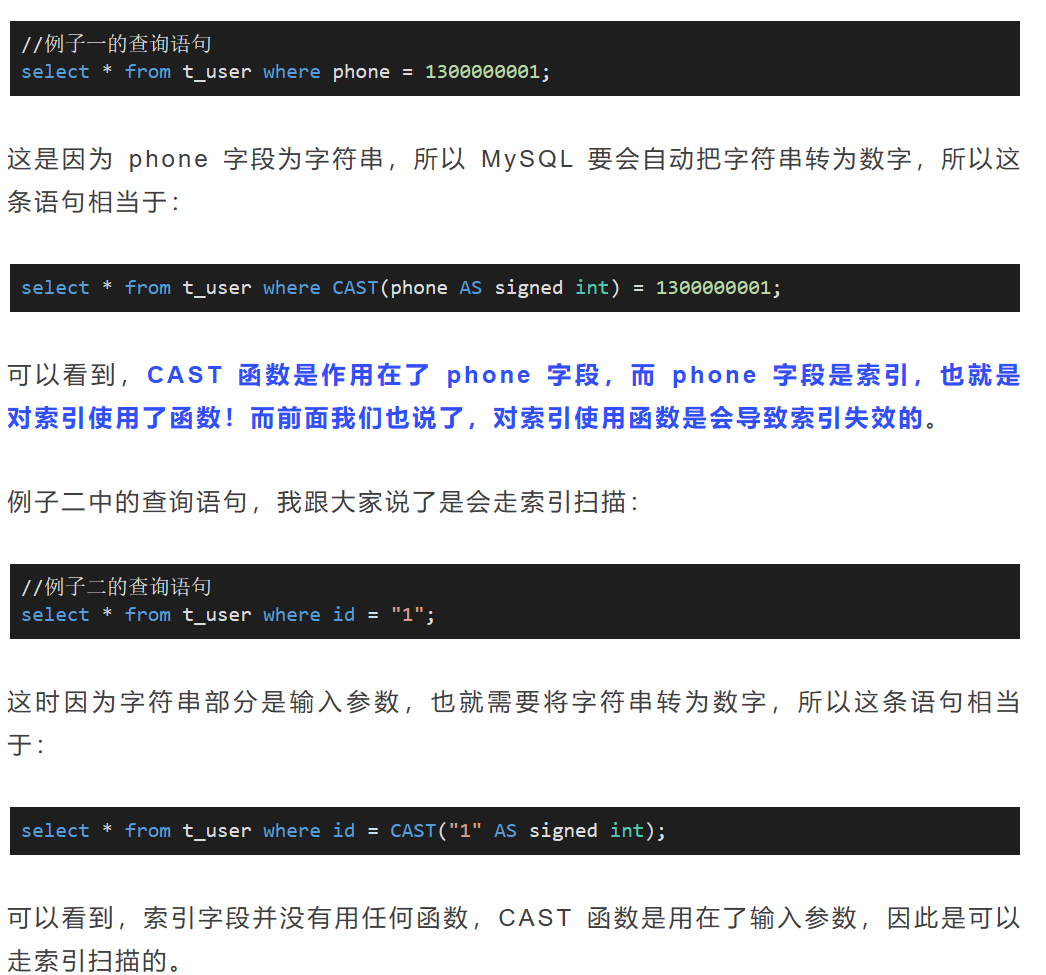 //例子一的查询语句
select * from t_user where phone = 1300000001;
这是因为 phone 字段为字符串，所以 MySQL 要会自动把字符串转为数字，所以这
条语句相当于：
select * from t_user where CAST(phone AS signed int) = 1300000001;
可以看到，CAST 函数是作用在了 phone 字段，而 phone 字段是索引，也就是
对索引使用了函数！而前面我们也说了，对索引使用函数是会导致索引失效的。
例子二中的查询语句，我跟大家说了是会走索引扫描：
//例子二的查询语句
select * from t_user where id = "1";
这时因为字符串部分是输入参数，也就需要将字符串转为数字，所以这条语句相当
于：
select * from t_user where id = CAST("1" AS signed int);
可以看到，索引字段并没有用任何函数，CAST 函数是用在了输入参数，因此是可以
走索引扫描的。